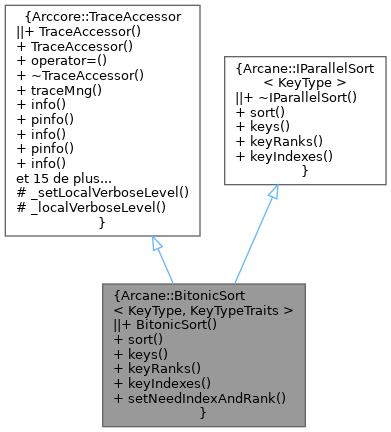 {Arccore::TraceAccessor
||+ TraceAccessor()
+ TraceAccessor()
+ operator=()
+ ~TraceAccessor()
+ traceMng()
+ info()
+ pinfo()
+ info()
+ pinfo()
+ info()
et 15 de plus...
# _setLocalVerboseLevel()
# _localVerboseLevel()
}
{Arcane::IParallelSort
< KeyType >
||+ ~IParallelSort()
+ sort()
+ keys()
+ keyRanks()
+ keyIndexes()
}
{Arcane::BitonicSort
< KeyType, KeyTypeTraits >
||+ BitonicSort()
+ sort()
+ keys()
+ keyRanks()
+ keyIndexes()
+ setNeedIndexAndRank()
}